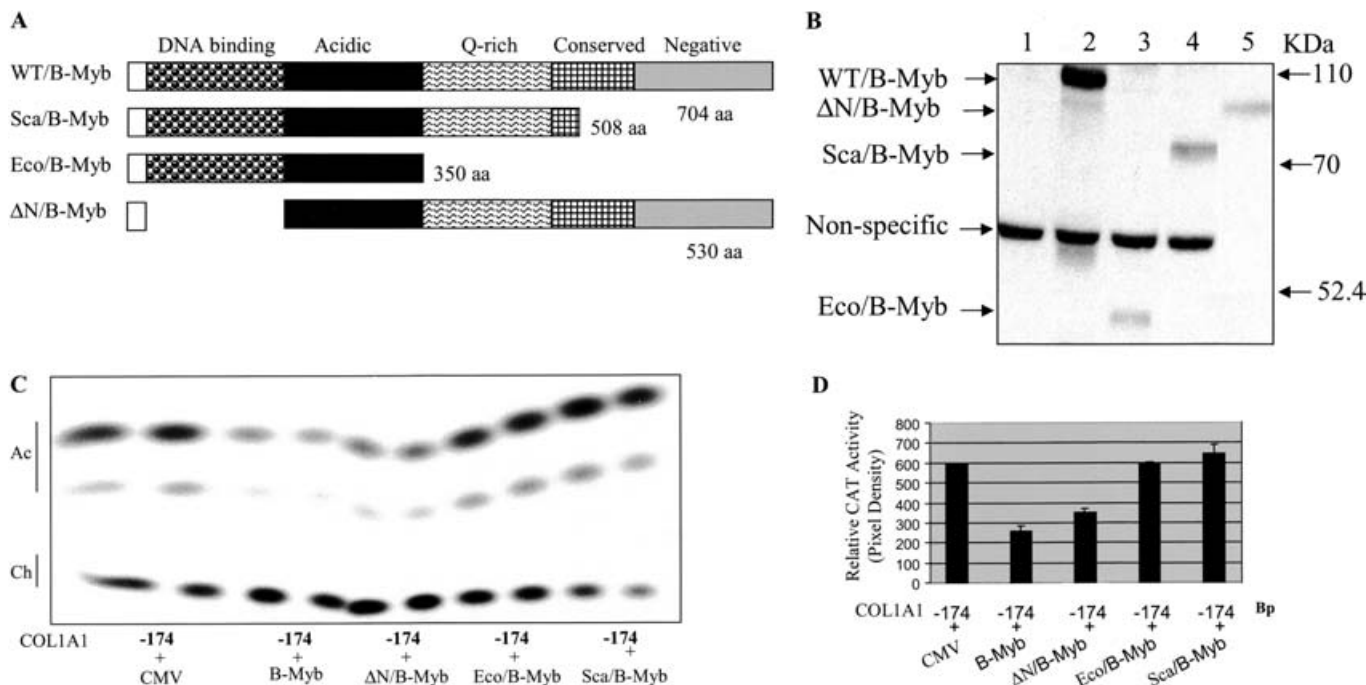 A
DNA binding Acidic Q-rich Conserved Negative
WT/B-Myb
704 aa
Sca/B-Myb
508 aa
Eco/B-Myb
350 aa
ΔN/B-Myb
530 aa
B
1 2 3 4 5 KDa
WT/B-Myb
110
ΔN/B-Myb
Sca/B-Myb
70
Non-specific
52.4
Eco/B-Myb
C
Ac
Ch
COL1A1 -174 -174 -174 -174 -174
+ + + + +
CMV B-Myb ΔN/B-Myb Eco/B-Myb Sca/B-Myb
D
Relative CAT Activity
(Pixel Density)
800
700
600
500
400
300
200
100
0
COL1A1 -174 -174 -174 -174 -174 Bp
+ + + + +
CMV B-Myb ΔN/B-Myb Eco/B-Myb Sca/B-Myb